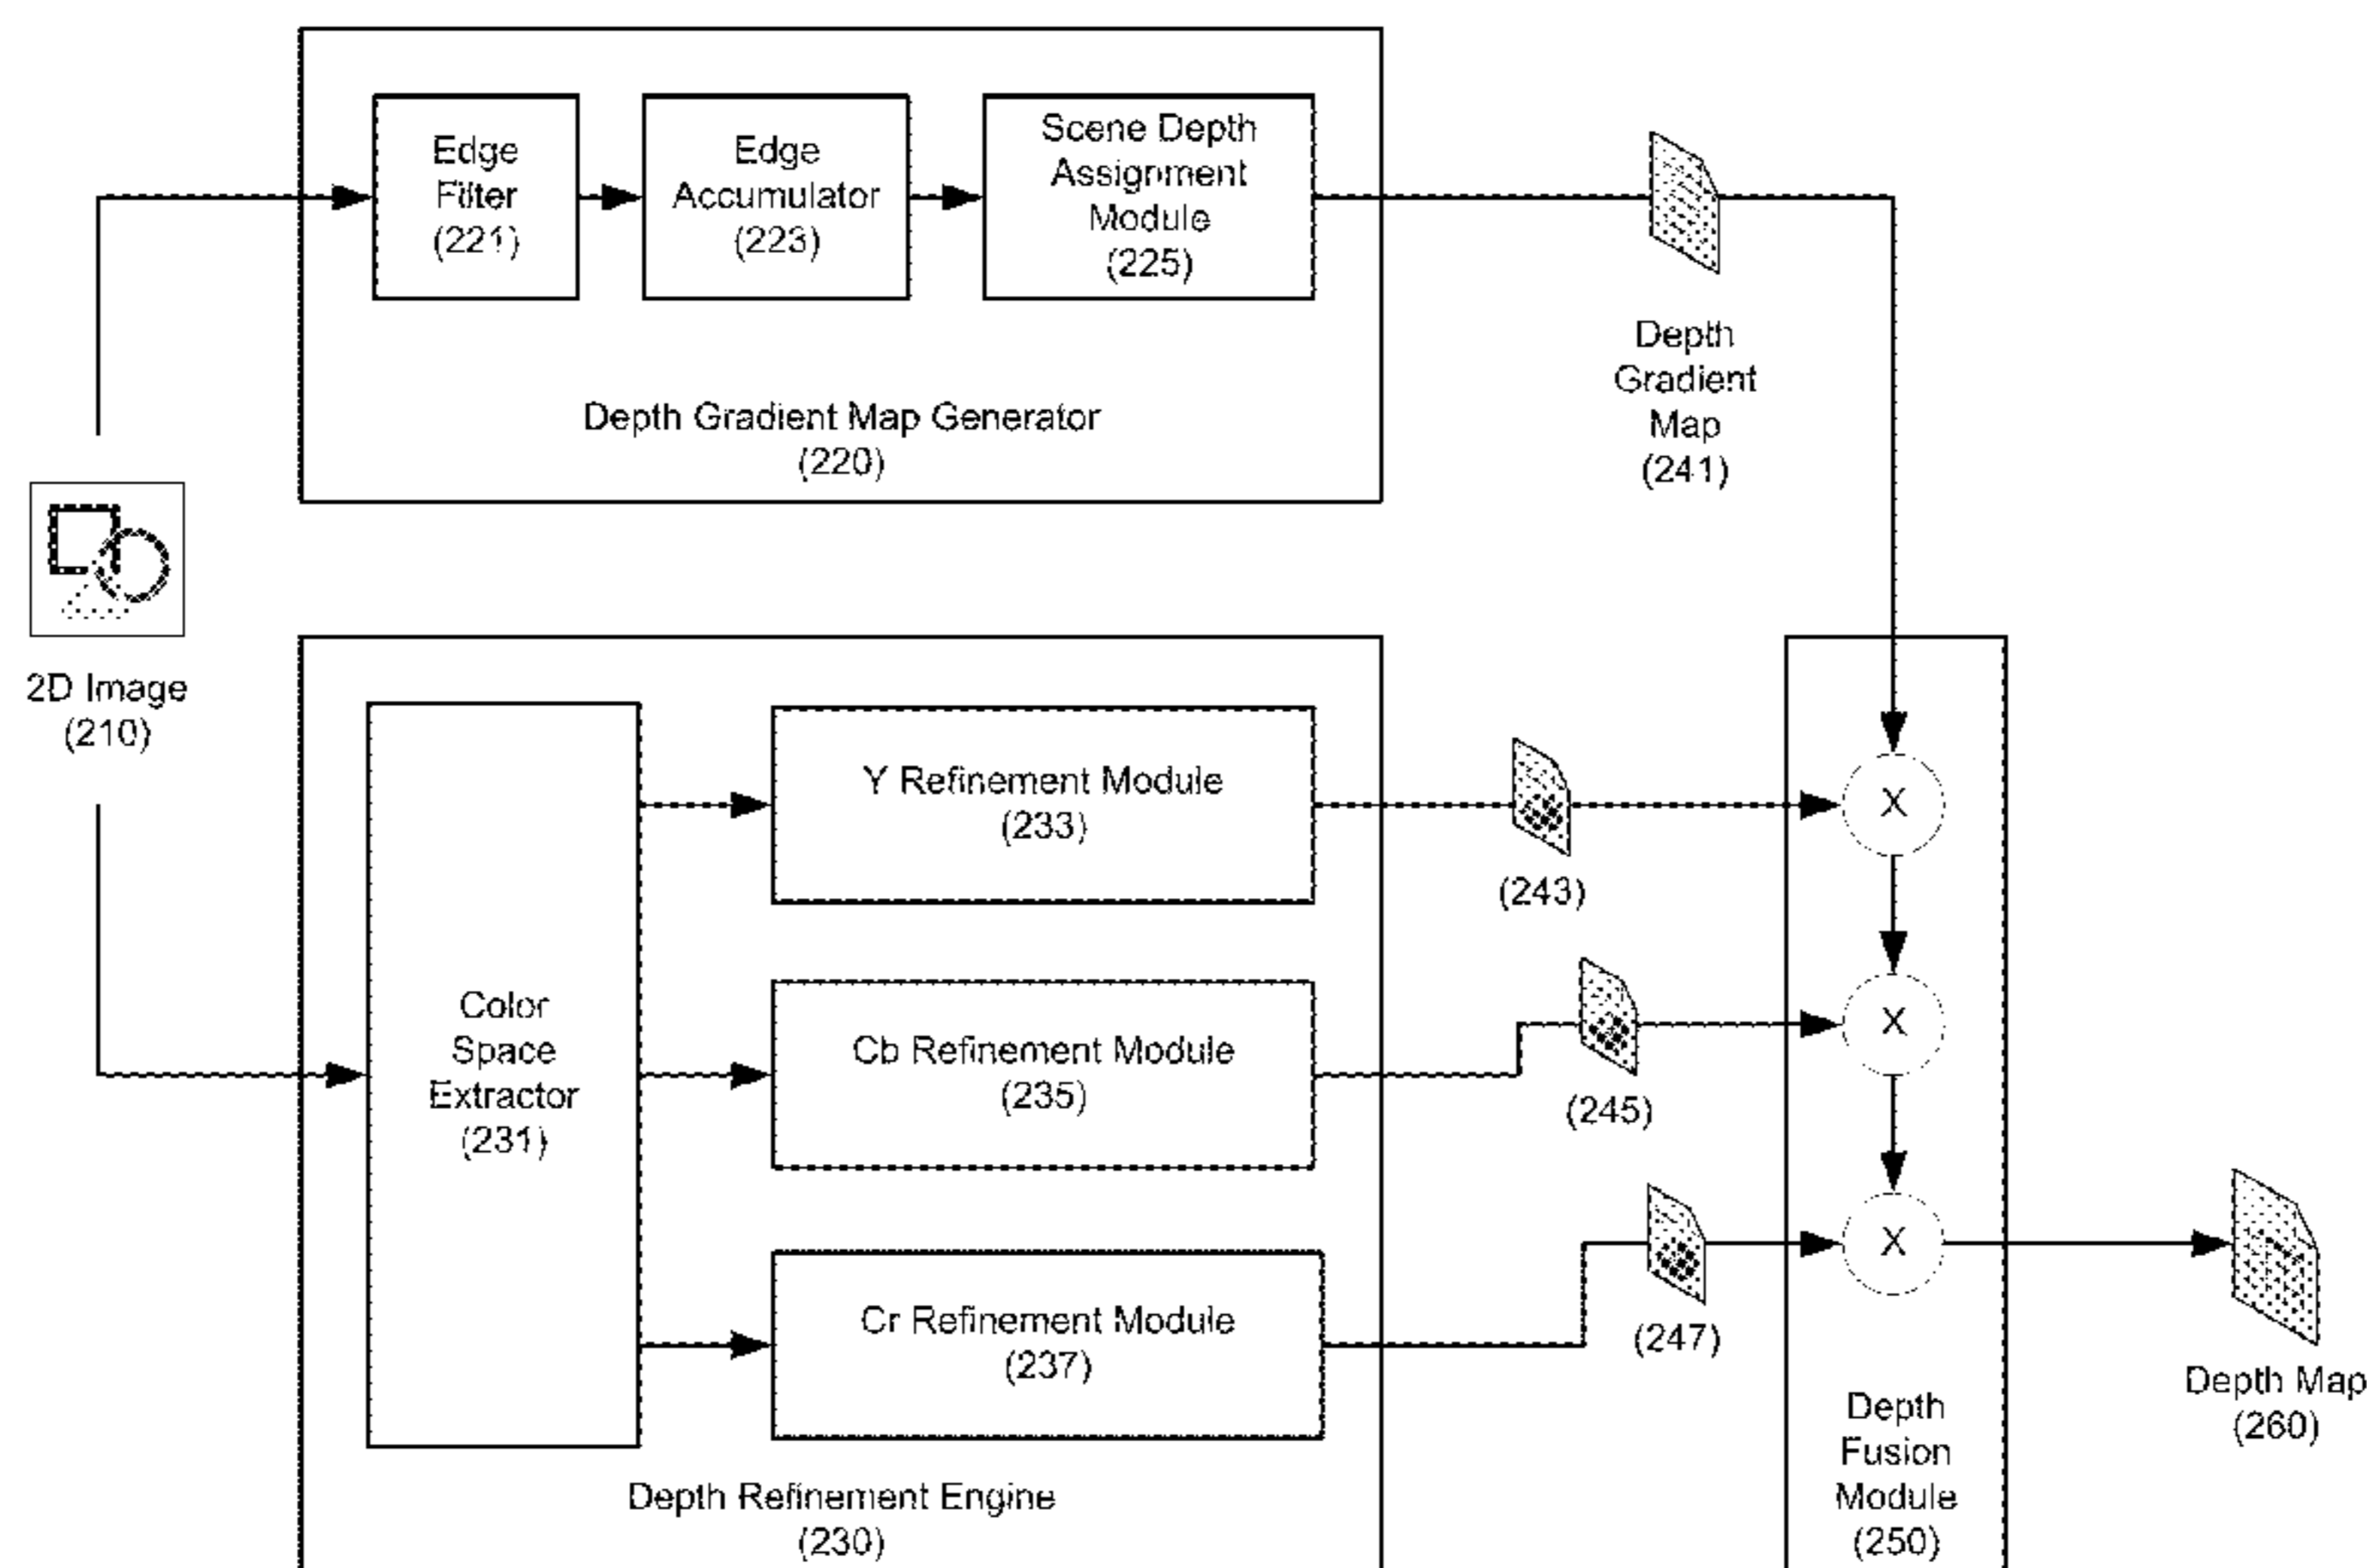 Edge
Filter
(221)
Edge
Accumulator
(223)
Scene Depth
Assignment
Module
(225)
Depth Gradient Map Generator
(220)
Depth
Gradient
Map
(241)
2D Image
(210)
Color
Space
Extractor
(231)
Y Refinement Module
(233)
Cb Refinement Module
(235)
Cr Refinement Module
(237)
Depth Refinement Engine
(230)
(243)
(245)
(247)
X
X
X
Depth
Fusion
Module
(250)
Depth Map
(260)